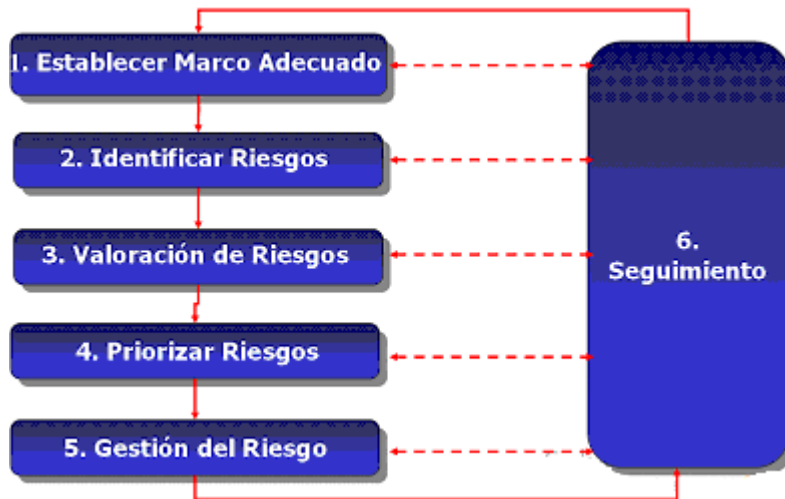 1. Establecer Marco Adecuado
2. Identificar Riesgos
3. Valoración de Riesgos
4. Priorizar Riesgos
5. Gestión del Riesgo
6.
Seguimiento